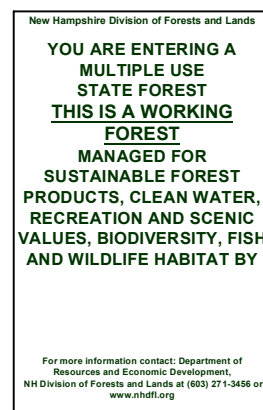 New Hampshire Division of Forests and Lands
YOU ARE ENTERING A
MULTIPLE USE
STATE FOREST
THIS IS A WORKING
FOREST
MANAGED FOR
SUSTAINABLE FOREST
PRODUCTS, CLEAN WATER,
RECREATION AND SCENIC
VALUES, BIODIVERSITY, FISH
AND WILDLIFE HABITAT BY
For more information contact: Department of
Resources and Economic Development,
NH Division of Forests and Lands at (603) 271-3456 or
www.nhdfl.org